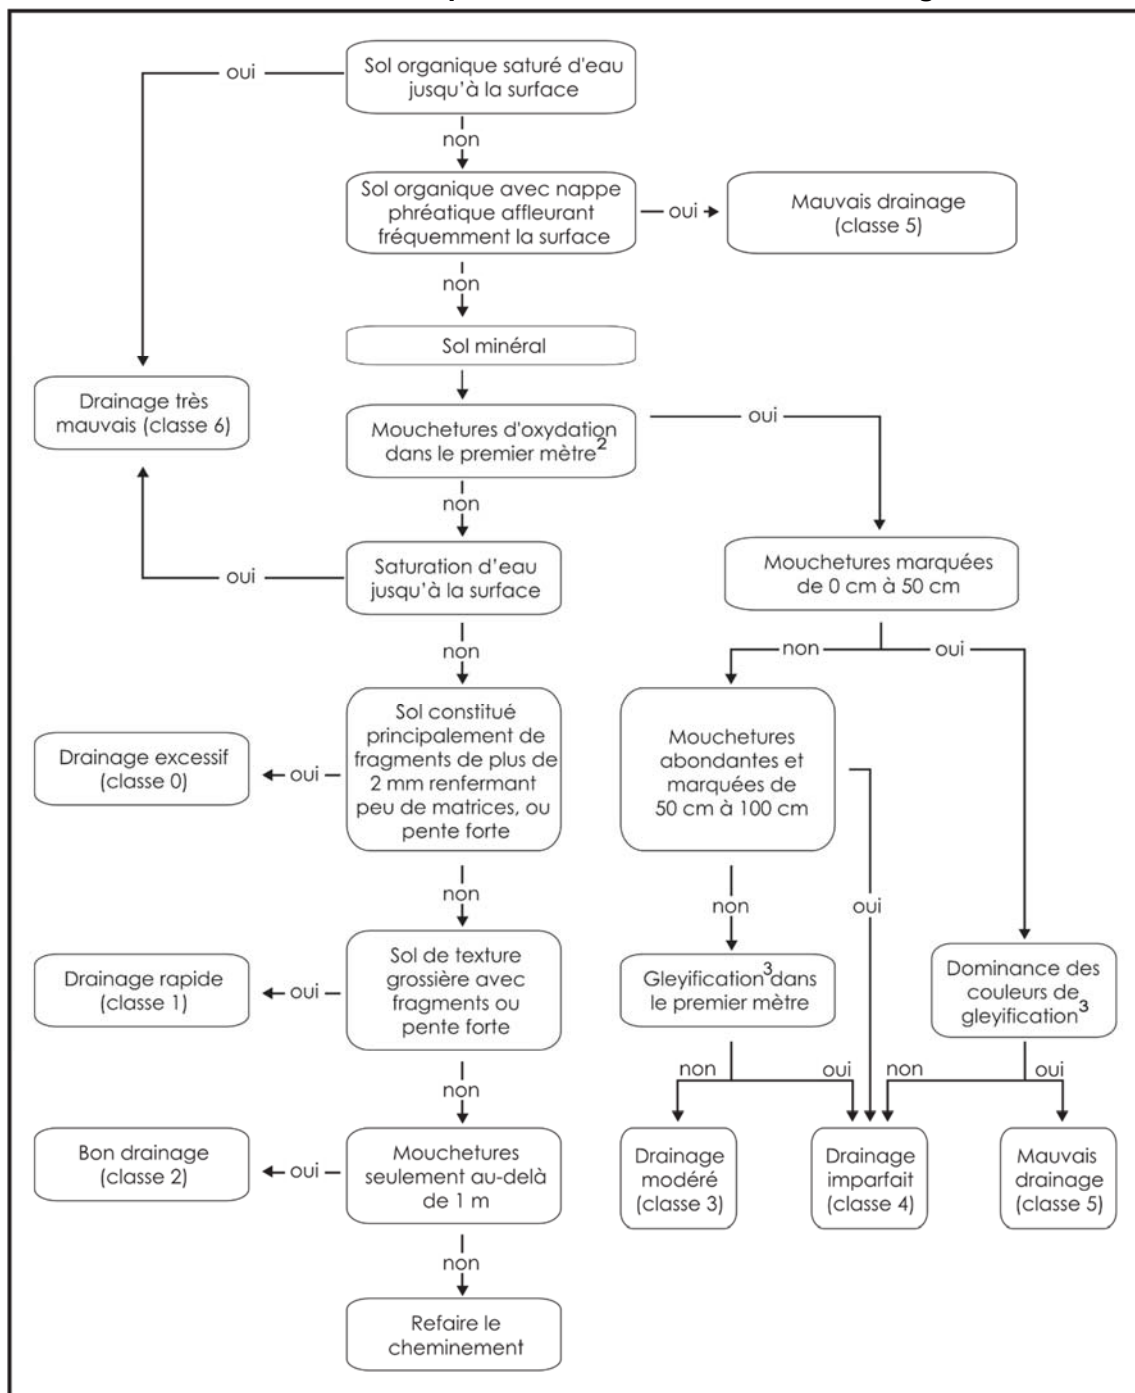 oui
Sol organique saturé d'eau
jusqu'à la surface
non
Sol organique avec nappe
phréatique affleurant
fréquemment la surface
oui
Mauvais drainage
(classe 5)
non
Sol minéral
Drainage très
mauvais (classe 6)
Mouchetures d'oxydation
dans le premier mètre2
oui
non
oui
Saturation d'eau
jusqu'à la surface
Mouchetures marquées
de 0 cm à 50 cm
non
non
oui
Drainage excessif
(classe 0)
oui
Sol constitué
principalement de
fragments de plus de
2 mm renfermant
peu de matrices, ou
pente forte
Mouchetures
abondantes et
marquées de
50 cm à 100 cm
non
non
oui
Drainage rapide
(classe 1)
oui
Sol de texture
grossière avec
fragments ou
pente forte
Gleyification3 dans
le premier mètre
Dominance des
couleurs de
gleyification3
non
non
oui
non
oui
Bon drainage
(classe 2)
oui
Mouchetures
seulement au-delà
de 1 m
Drainage
modéré
(classe 3)
Drainage
imparfait
(classe 4)
Mauvais
drainage
(classe 5)
non
Refaire le
cheminement